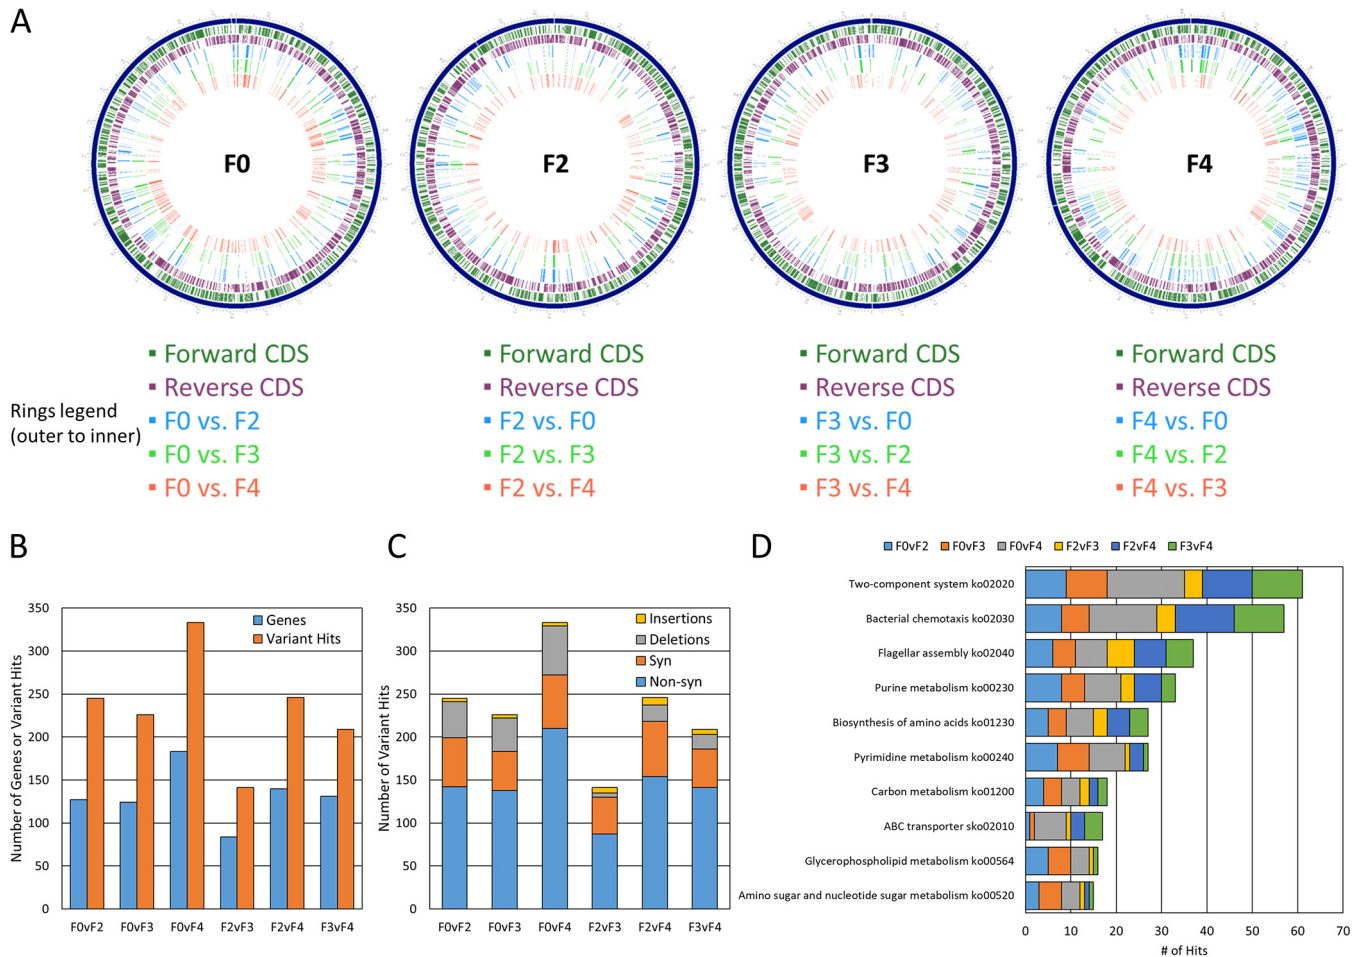 A
F0
F2
F3
F4
Rings legend
(outer to inner)
Forward CDS
Reverse CDS
F0 vs. F2
F0 vs. F3
F0 vs. F4
Forward CDS
Reverse CDS
F2 vs. F0
F2 vs. F3
F2 vs. F4
Forward CDS
Reverse CDS
F3 vs. F0
F3 vs. F2
F3 vs. F4
Forward CDS
Reverse CDS
F4 vs. F0
F4 vs. F2
F4 vs. F3
B
Number of Genes or Variant Hits
350
300
250
200
150
100
50
0
Genes
Variant Hits
F0vF2 F0vF3 F0vF4 F2vF3 F2vF4 F3vF4
C
Number of Variant Hits
350
300
250
200
150
100
50
0
Insertions
Deletions
Syn
Non-syn
F0vF2 F0vF3 F0vF4 F2vF3 F2vF4 F3vF4
D
F0vF2 F0vF3 F0vF4 F2vF3 F2vF4 F3vF4
Two-component system ko02020
Bacterial chemotaxis ko02030
Flagellar assembly ko02040
Purine metabolism ko00230
Biosynthesis of amino acids ko01230
Pyrimidine metabolism ko00240
Carbon metabolism ko01200
ABC transporter sko02010
Glycerophospholipid metabolism ko00564
Amino sugar and nucleotide sugar metabolism ko00520
0 10 20 30 40 50 60 70
# of Hits